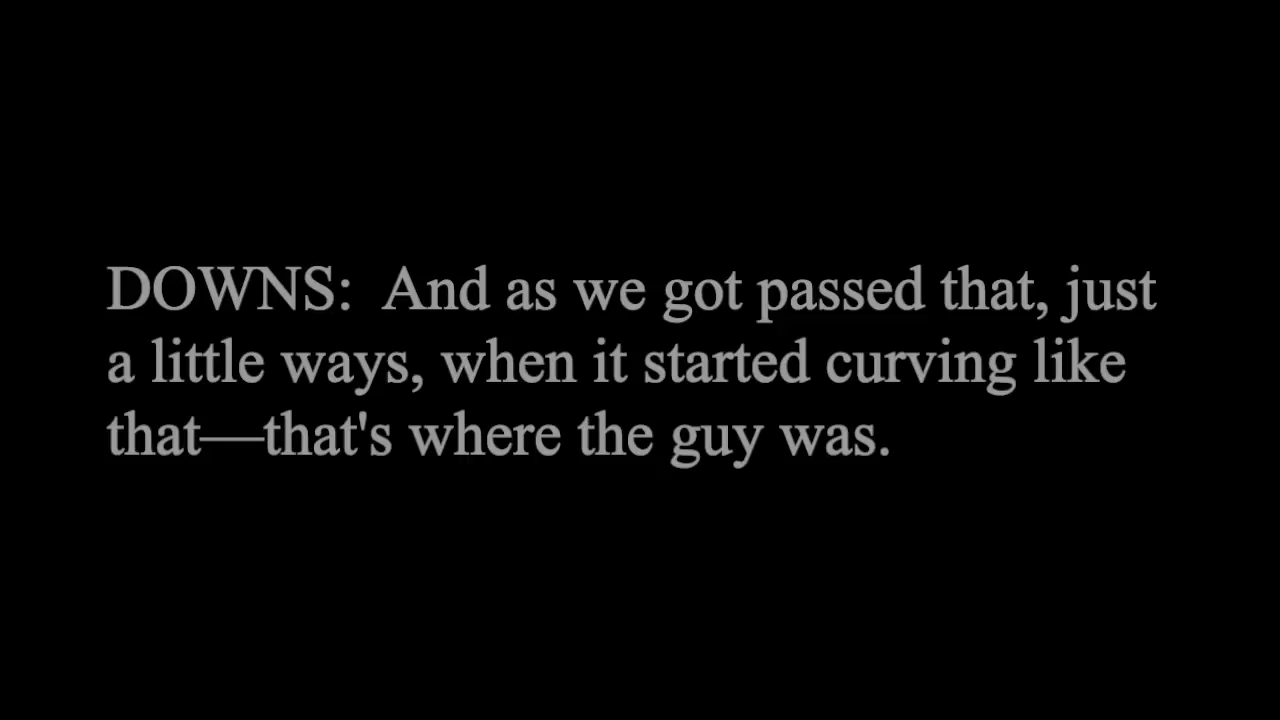 DOWNS:  And as we got passed that, just
a little ways, when it started curving like
that—that's where the guy was.